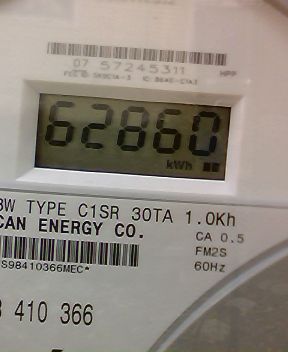 07 57245311 HPP
62860
kWh
3W TYPE C1SR 30TA 1.0Kh
CAN ENERGY CO.
CA 0.5
FM2S
S98410366MEC*
60Hz
410 366